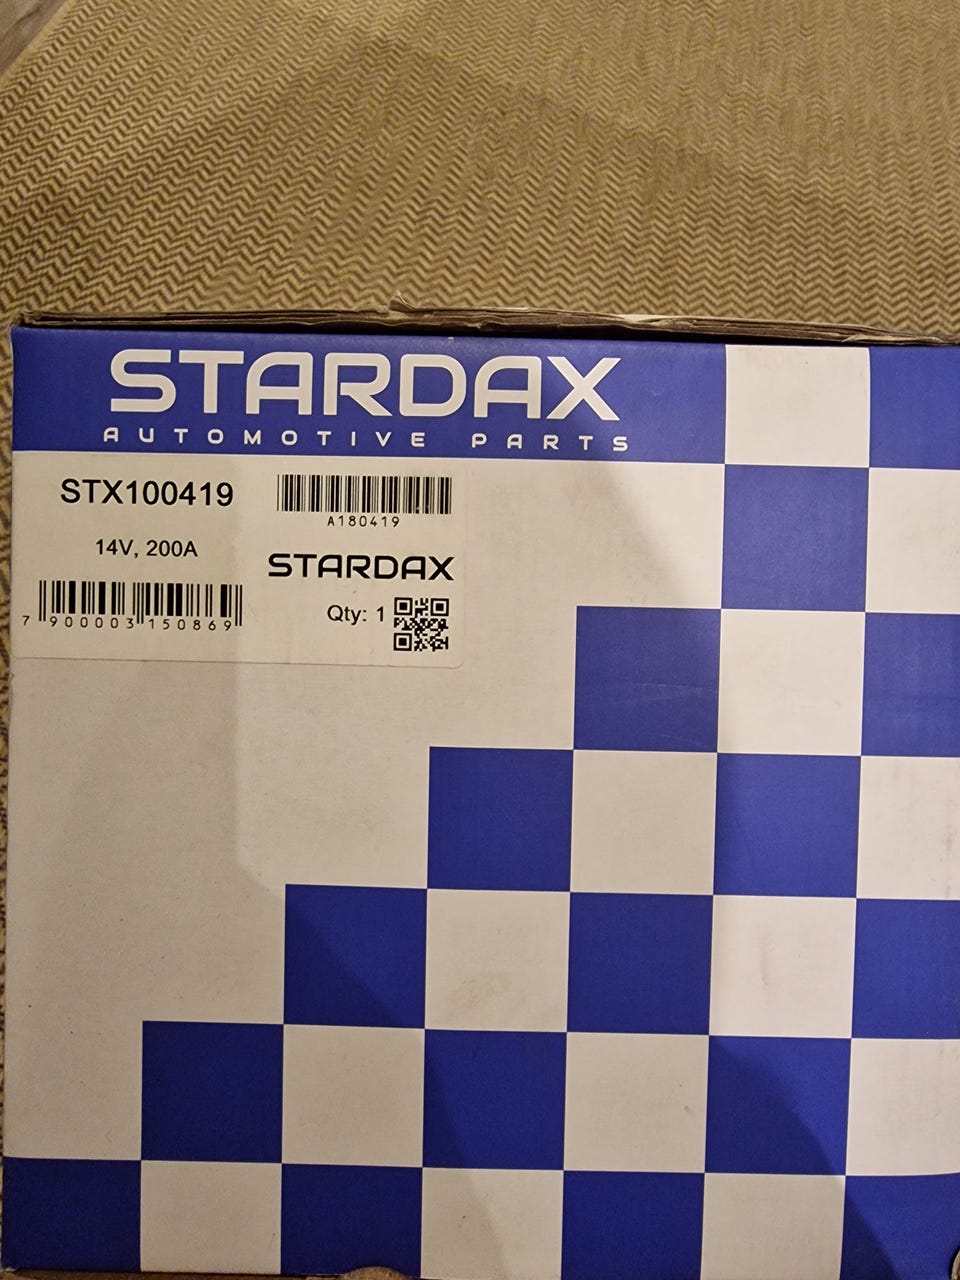 STARDAX
AUTOMOTIVE PARTS
STX100419
A180419
14V, 200A
STARDAX
Qty: 1
7 900003 150869